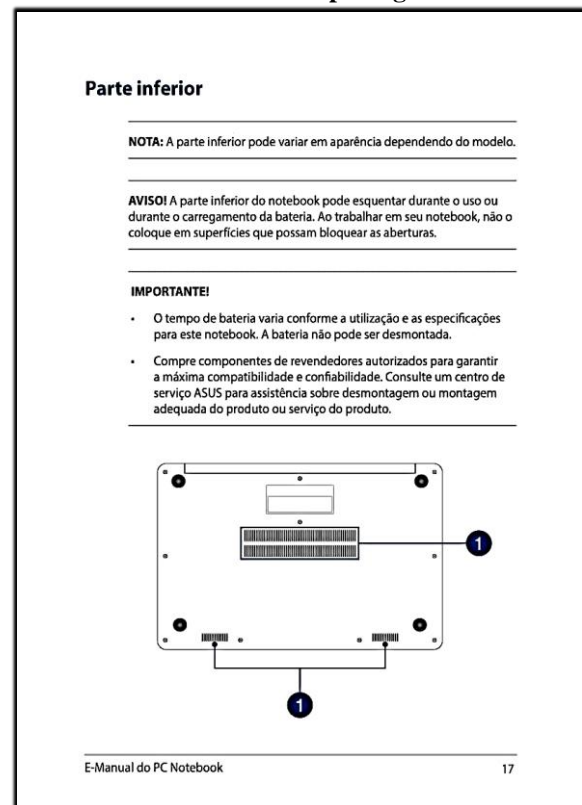 Parte inferior
NOTA: A parte inferior pode variar em aparência dependendo do modelo.
AVISO! A parte inferior do notebook pode esquentar durante o uso ou
durante o carregamento da bateria. Ao trabalhar em seu notebook, não o
coloque em superfícies que possam bloquear as aberturas.
IMPORTANTE!
• O tempo de bateria varia conforme a utilização e as especificações
para este notebook. A bateria não pode ser desmontada.
• Compre componentes de revendedores autorizados para garantir
a máxima compatibilidade e confiabilidade. Consulte um centro de
serviço ASUS para assistência sobre desmontagem ou montagem
adequada do produto ou serviço do produto.
1
1
E-Manual do PC Notebook 17